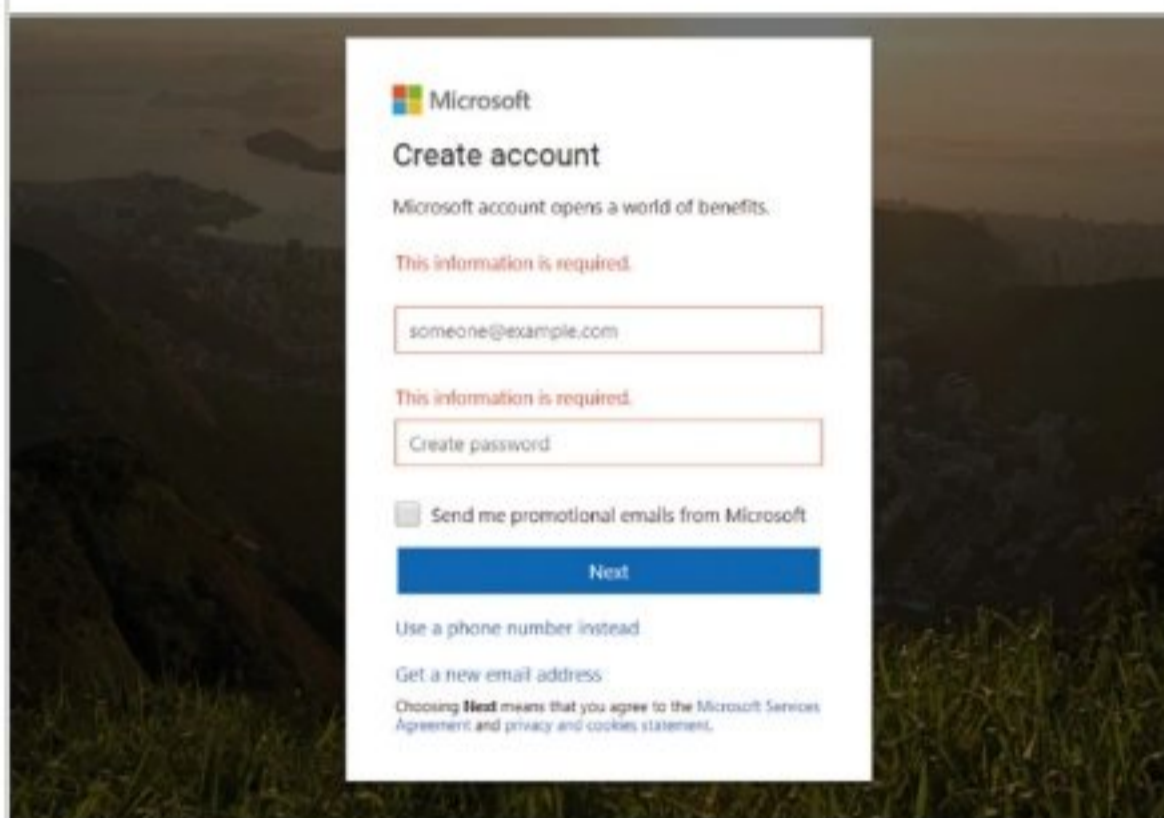 Microsoft
Create account
Microsoft account opens a world of benefits.
This information is required.
someone@example.com
This information is required.
Create password
Send me promotional emails from Microsoft
Next
Use a phone number instead
Get a new email address
Choosing Next means that you agree to the Microsoft Services
Agreement and privacy and cookies statement.